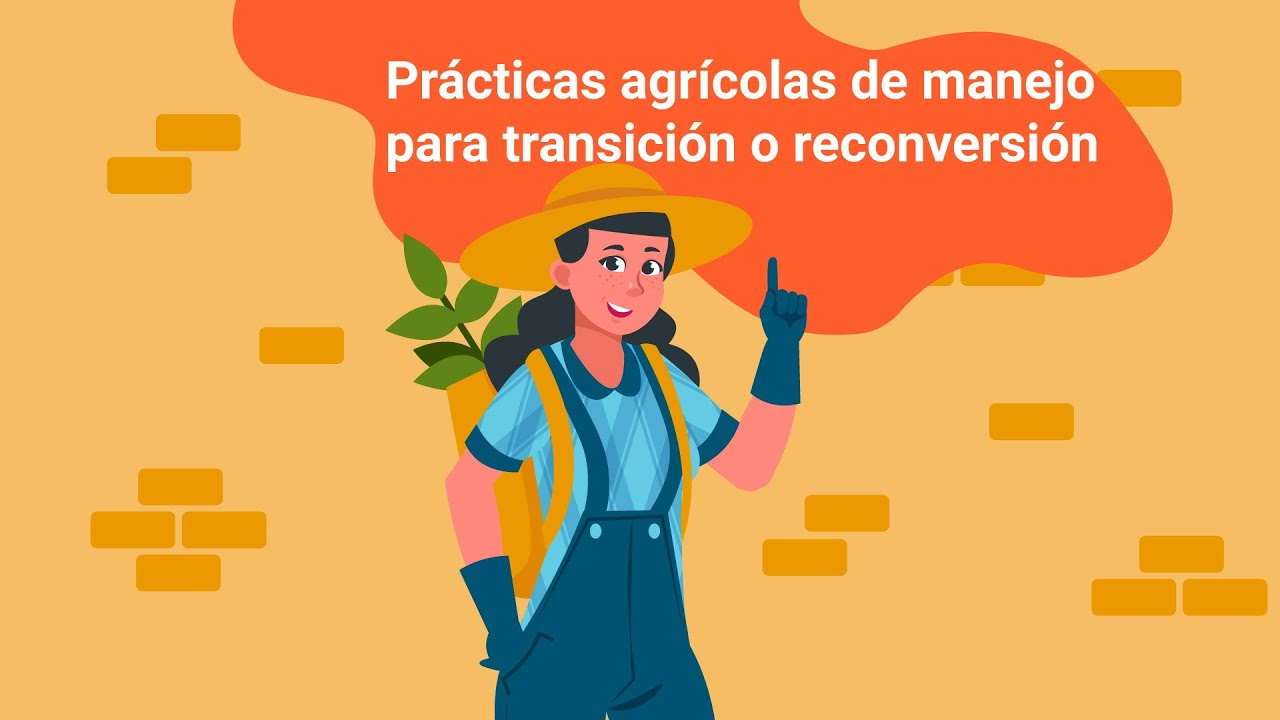 Prácticas agrícolas de manejo
para transición o reconversión